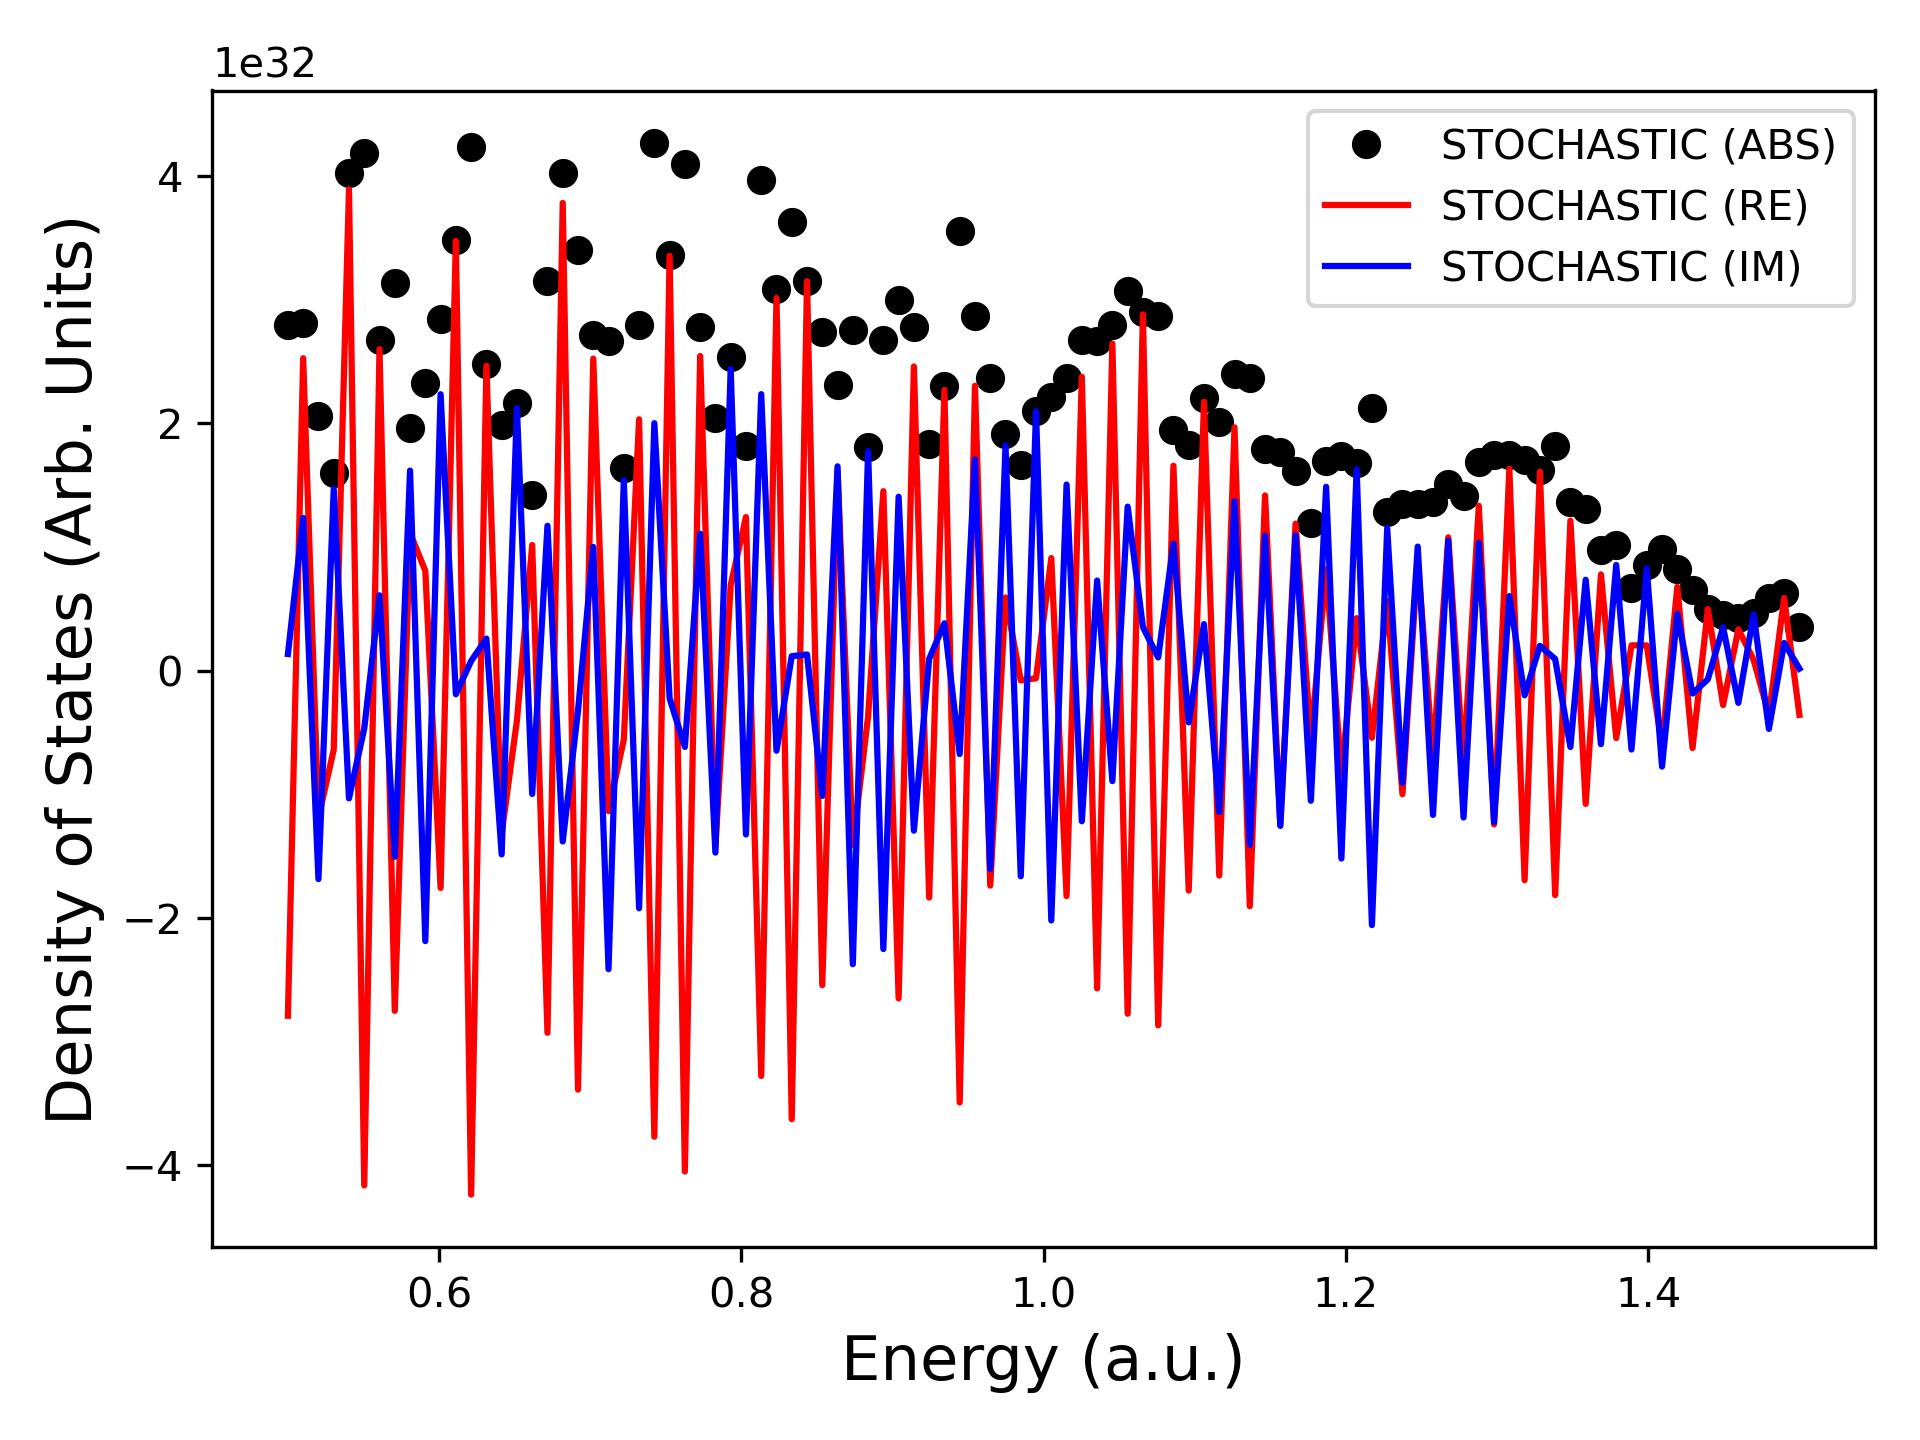 1e32
STOCHASTIC (ABS)
STOCHASTIC (RE)
STOCHASTIC (IM)
Density of States (Arb. Units)
4
2
0
−2
−4
0.6 0.8 1.0 1.2 1.4
Energy (a.u.)